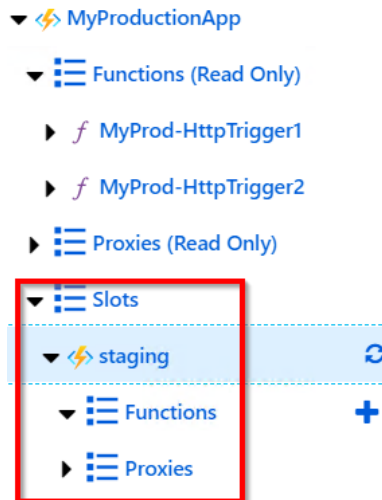 MyProductionApp
Functions (Read Only)
f MyProd-HttpTrigger1
f MyProd-HttpTrigger2
Proxies (Read Only)
Slots
staging
Functions
Proxies